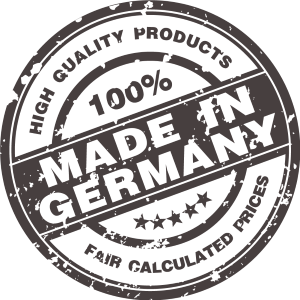 HIGH QUALITY PRODUCTS
100%
MADE IN
GERMANY
FAIR CALCULATED PRICES